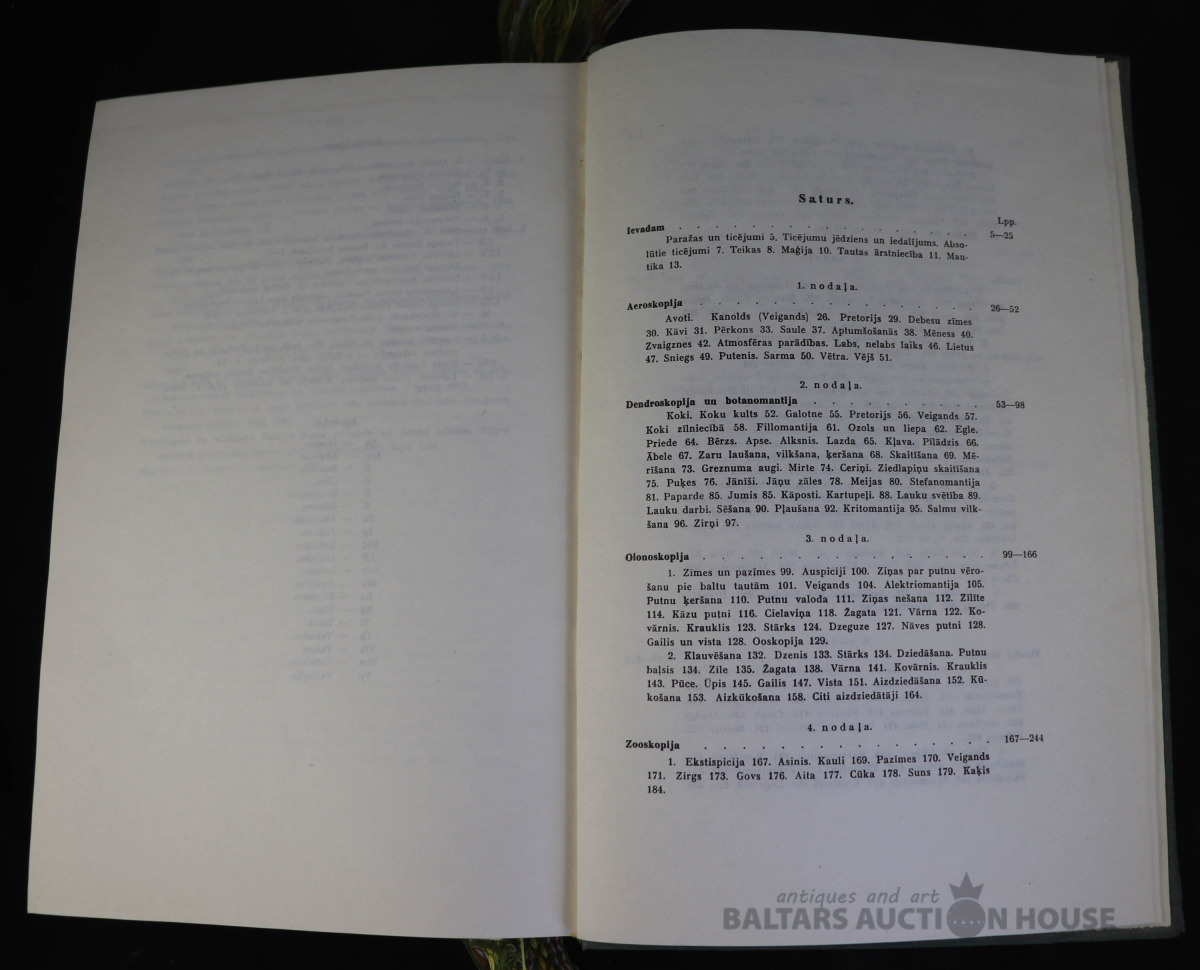 Saturs.
Lpp.
Ievadam . . . . . . . . . . . . . . . . 5—25
Paražas un ticējumi 5. Ticējumu jēdziens un iedalījums. Abso-
lūtie ticējumi 7. Teikas 8. Maģija 10. Tautas ārstniecība 11. Man-
tika 13.
1. nodaļa.
Aeroskopija . . . . . . . . . . . . . . . 26—52
Avoti. Kanolds (Veigands) 26. Pretorijs 29. Debesu zīmes
30. Kāvi 31. Pērkons 33. Saule 37. Aptumšošanās 38. Mēness 40.
Zvaigznes 42. Atmosfēras parādības. Labs, nelabs laiks 46. Lietus
47. Sniegs 49. Putenis. Sarma 50. Vētra. Vējš 51.
2. nodaļa.
Dendroskopija un botanomantija . . . . . . . . . 53—98
Koki. Koku kults 52. Galotne 55. Pretorijs 56. Veigands 57.
Koki zīlniecībā 58. Fillomantija 61. Ozols un liepa 62. Egle.
Priede 64. Bērzs. Apse. Alksnis. Lazda 65. Kļava. Pīlādzis 66.
Ābele 67. Zaru laušana, vilkšana, ķeršana 68. Skaitīšana 69. Mē-
rīšana 73. Greznuma augi. Mirte 74. Ceriņi. Ziedlapiņu skaitīšana
75. Puķes 76. Jānīši. Jāņu zāles 78. Meijas 80. Stefanomantija
81. Paparde 85. Jumis 85. Kāposti. Kartupeļi. 88. Lauku svētība 89.
Lauku darbi. Sēšana 90. Pļaušana 92. Kritomantija 95. Salmu vilk-
šana 96. Zirņi 97.
3. nodaļa.
Oionoskopija . . . . . . . . . . . . . . . 99—166
1. Zīmes un pazīmes 99. Auspiciji 100. Ziņas par putnu vēro-
šanu pie baltu tautām 101. Veigands 104. Alektriomantija 105.
Putnu ķeršana 110. Putnu valoda 111. Ziņas nešana 112. Zīlīte
114. Kāzu putni 116. Cielaviņa 118. Žagata 121. Vārna 122. Ko-
vārnis. Krauklis 123. Stārks 124. Dzeguze 127. Nāves putni 128.
Gailis un vista 128. Ooskopija 129.
2. Klauvēšana 132. Dzenis 133. Stārks 134. Dziedāšana. Putnu
baļsis 134. Zīle 135. Žagata 138. Vārna 141. Kovārnis. Krauklis
143. Pūce. Ūpis 145. Gailis 147. Vista 151. Aizdziedāšana 152. Kū-
košana 153. Aizkūkošana 158. Citi aizdziedātāji 164.
4. nodaļa.
Zooskopija . . . . . . . . . . . . . . . 167—244
1. Ekstispicija 167. Asinis. Kauli 169. Pazīmes 170. Veigands
171. Zirgs 173. Govs 176. Aita 177. Cūka 178. Suns 179. Kaķis
184.
antiques and art
BALTARS AUCTION HOUSE